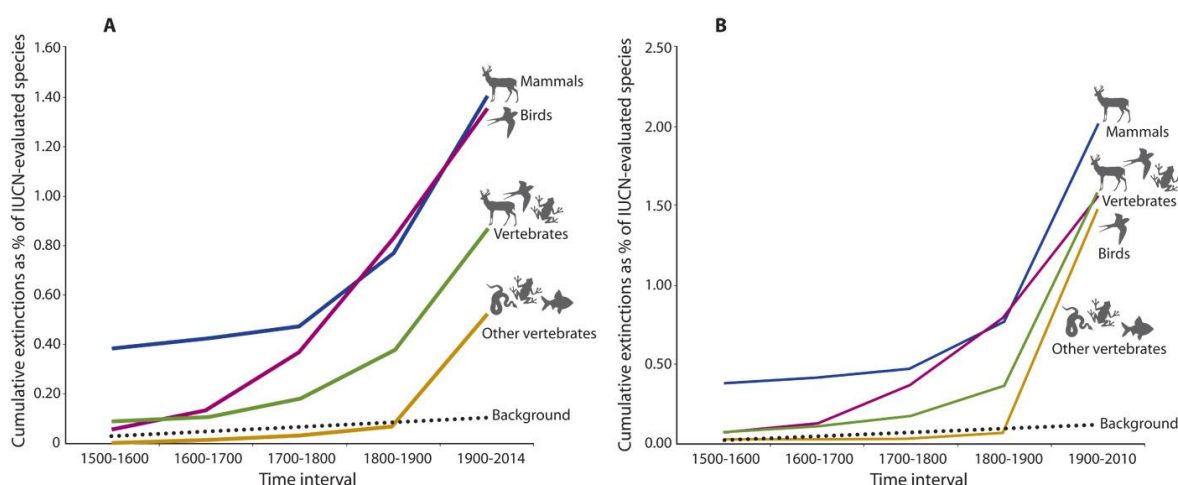 A
Cumulative extinctions as % of IUCN-evaluated species
1.60
1.40
1.20
1.00
0.80
0.60
0.40
0.20
0
Mammals
Birds
Vertebrates
Other vertebrates
Background
1500-1600
1600-1700
1700-1800
1800-1900
1900-2014
Time interval
B
Cumulative extinctions as % of IUCN-evaluated species
2.50
2.00
1.50
1.00
0.50
0.00
Mammals
Vertebrates
Birds
Other vertebrates
Background
1500-1600
1600-1700
1700-1800
1800-1900
1900-2010
Time interval